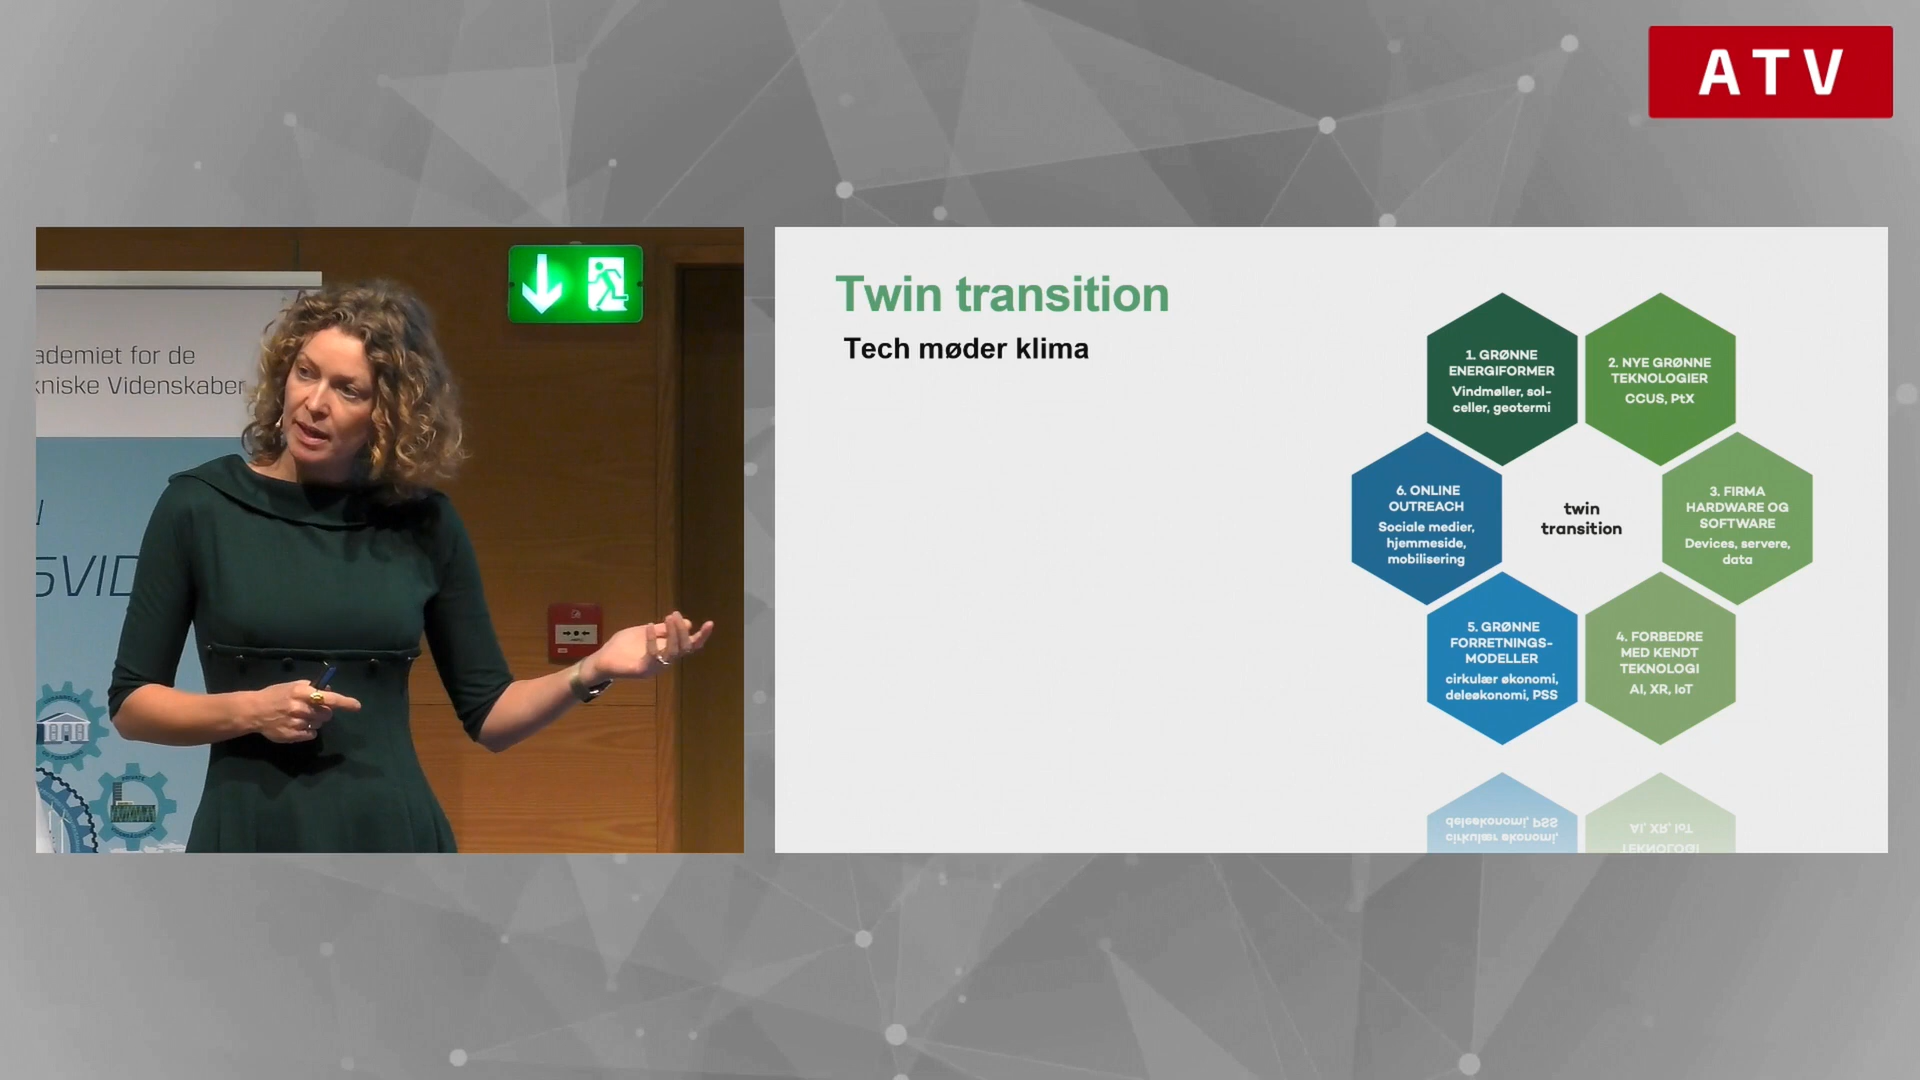 ATV
ademiet for de
kniske Videnskaber
SVID
Twin transition
Tech møder klima
1. GRØNNE
ENERGIFORMER
Vindmøller, sol-
celler, geotermi
2. NYE GRØNNE
TEKNOLOGIER
CCUS, PtX
3. FIRMA
HARDWARE OG
SOFTWARE
Devices, servere,
data
4. FORBEDRE
MED KENDT
TEKNOLOGI
AI, XR, IoT
5. GRØNNE
FORRETNINGS-
MODELLER
cirkulær økonomi,
deleøkonomi, PSS
6. ONLINE
OUTREACH
Sociale medier,
hjemmeside,
mobilisering
twin
transition